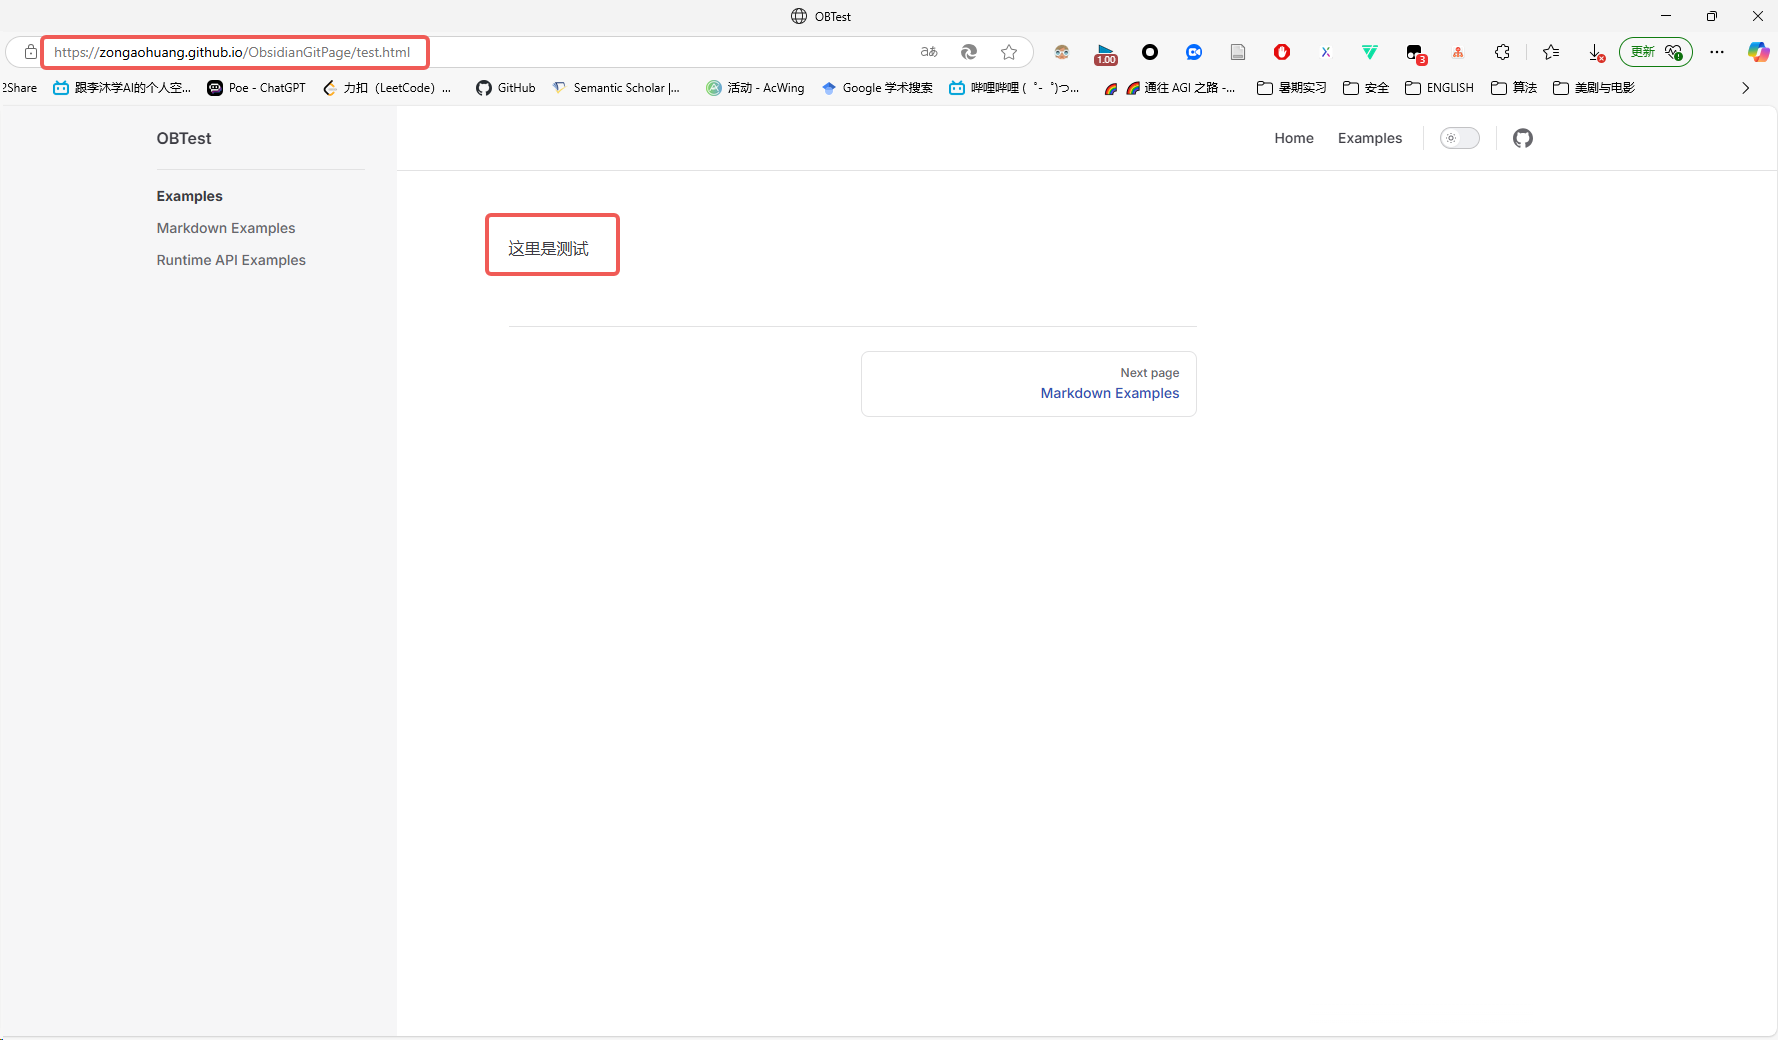 OBTest
https://zongaohuang.github.io/ObsidianGitPage/test.html
aあ
1.00
3
更新
2Share
跟李沐学AI的个人空...
Poe - ChatGPT
力扣（LeetCode）...
GitHub
Semantic Scholar |...
活动 - AcWing
Google 学术搜索
哔哩哔哩 ( ゜- ゜)つ...
通往 AGI 之路 -...
暑期实习
安全
ENGLISH
算法
美剧与电影
OBTest
Home
Examples
Examples
Markdown Examples
Runtime API Examples
这里是测试
Next page
Markdown Examples